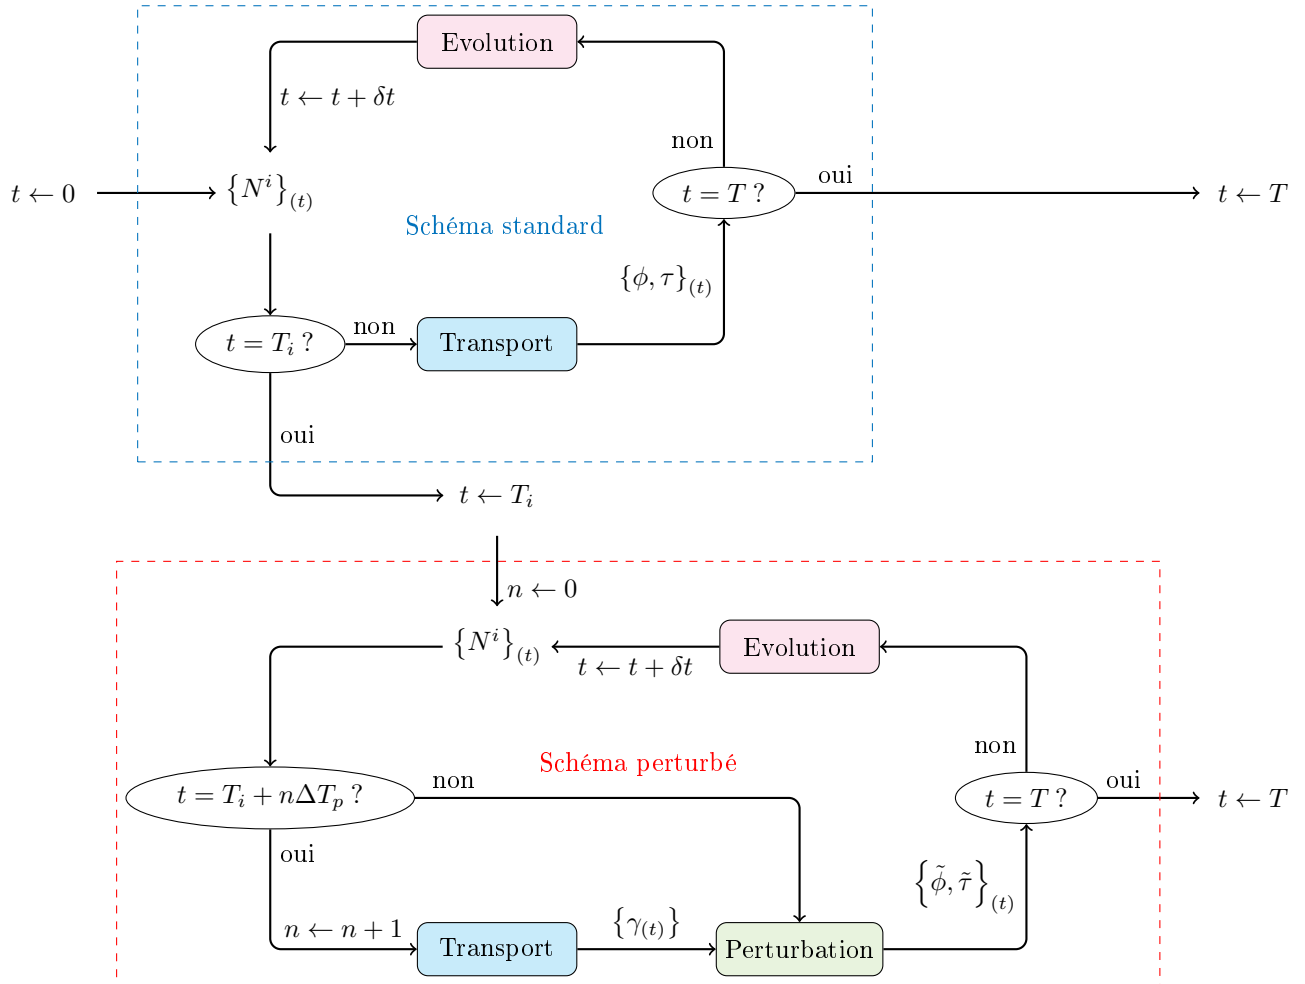 Evolution
t ← t + δt
non
oui
t ← 0
{N^i}_(t)
t = T ?
t ← T
Schéma standard
{ϕ, τ}_(t)
non
t = T_i ?
Transport
oui
t ← T_i
n ← 0
{N^i}_(t)
Evolution
t ← t + δt
non
Schéma perturbé
non
oui
t = T_i + nΔT_p ?
t = T ?
t ← T
oui
{ϕ̃, τ̃}_(t)
n ← n + 1
{γ_(t)}
Transport
Perturbation